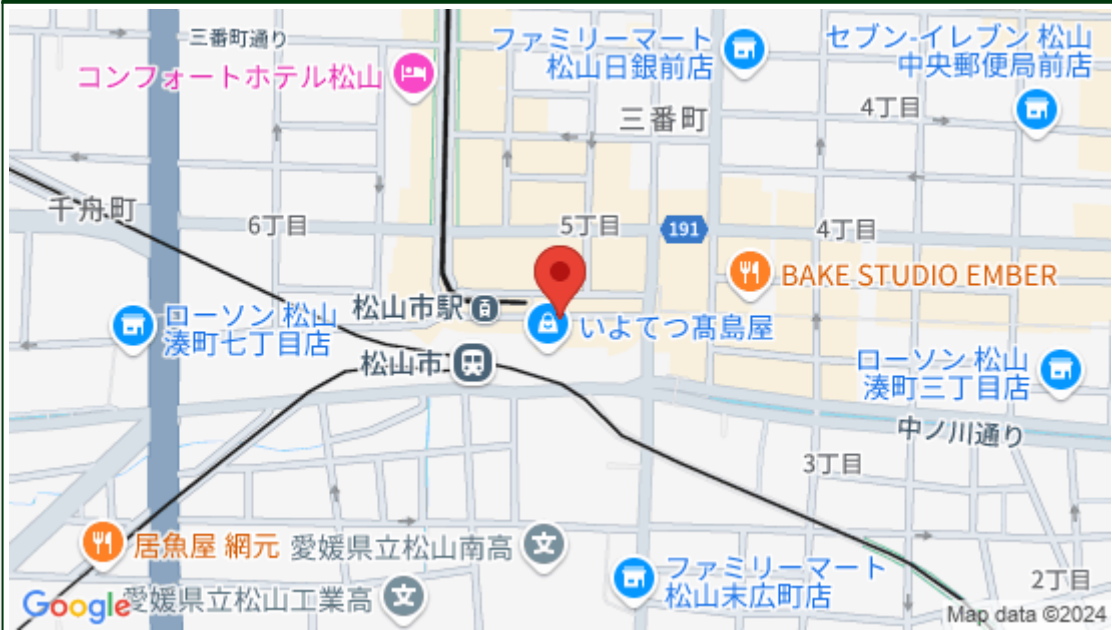 三番町通り
コンフォートホテル松山
ファミリーマート
松山日銀前店
セブン-イレブン 松山
中央郵便局前店
4丁目
三番町
千舟町
6丁目
5丁目
191
4丁目
BAKE STUDIO EMBER
ローソン 松山
湊町七丁目店
松山市駅
いよてつ髙島屋
松山市
ローソン 松山
湊町三丁目店
中ノ川通り
3丁目
居魚屋 網元
愛媛県立松山南高
愛媛県立松山工業高
ファミリーマート
松山末広町店
2丁目
Google
Map data ©2024